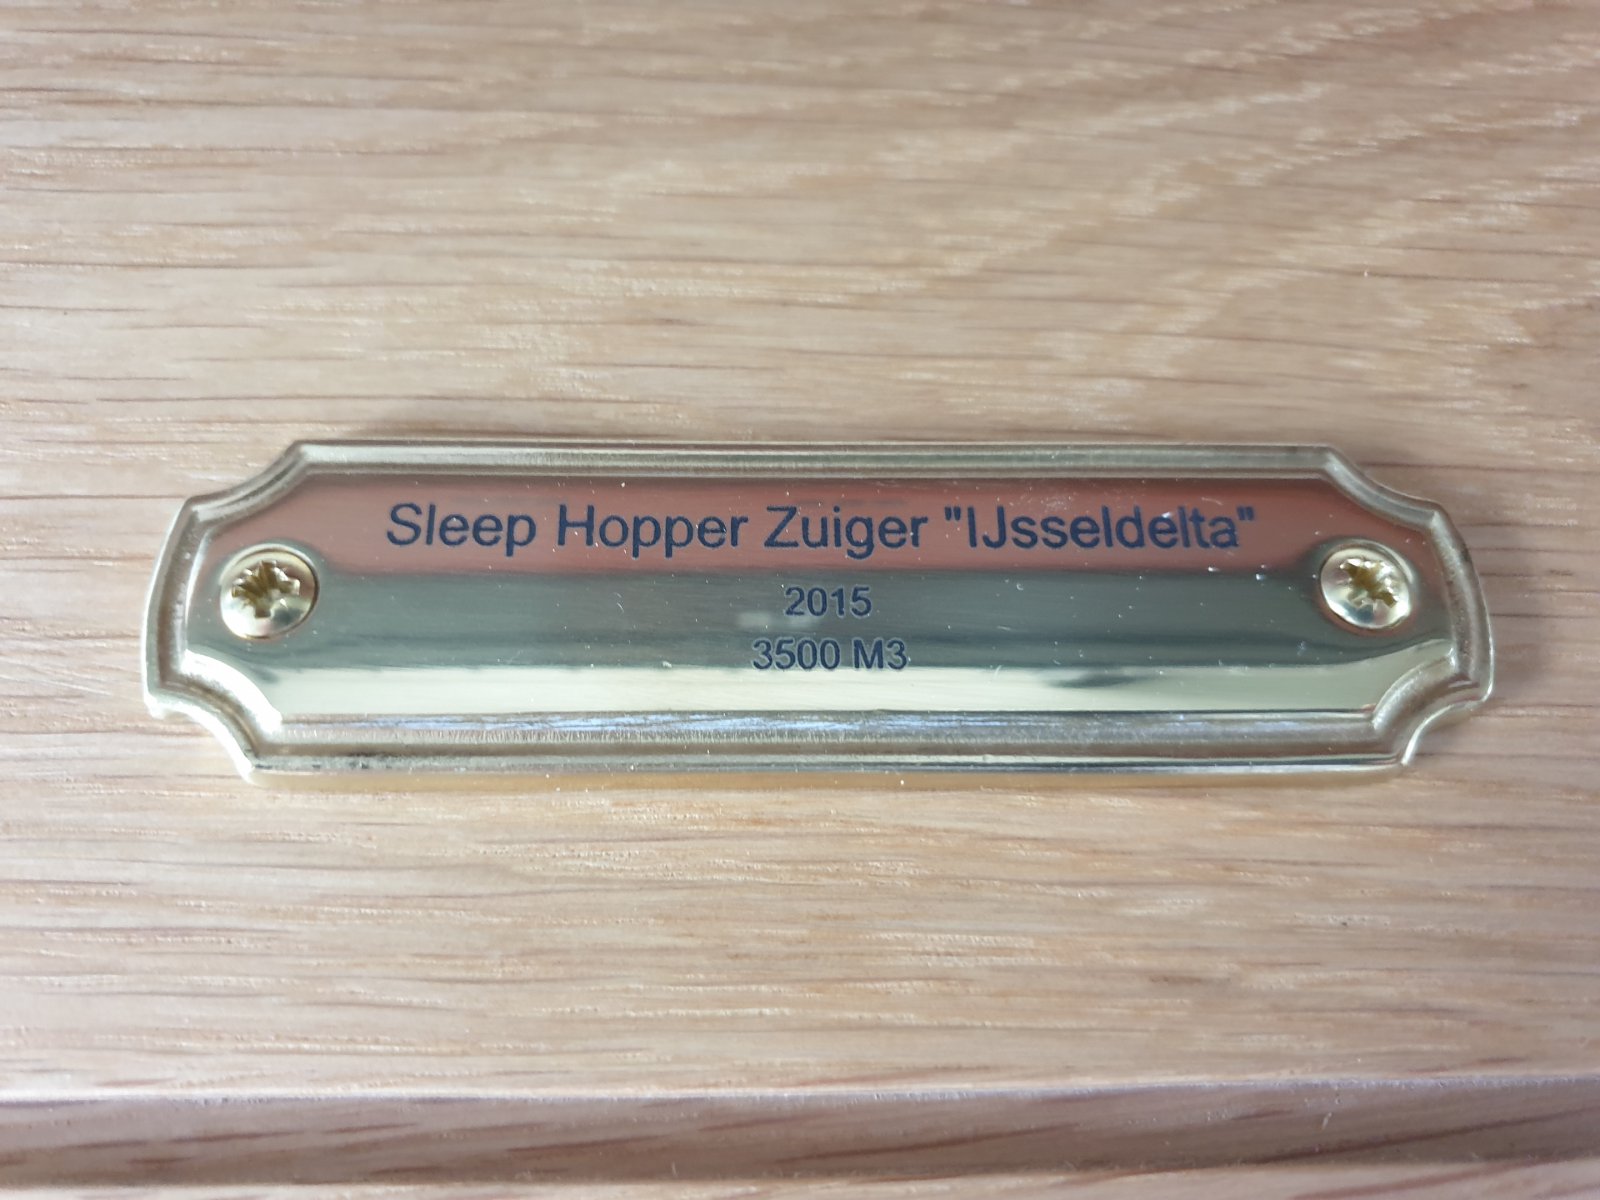 Sleep Hopper Zuiger "IJsseldelta"
2015
3500 M3